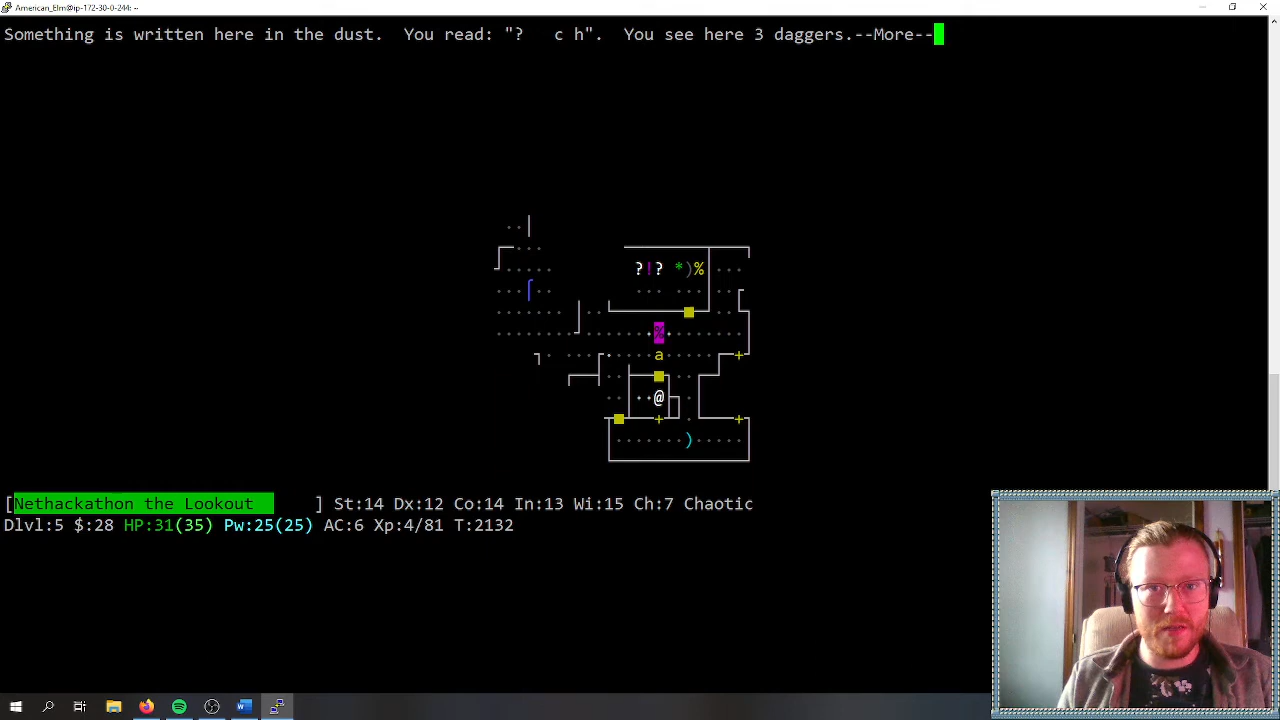 American_Elm@ip-172-30-0-244: ~
Something is written here in the dust.  You read: "?   c h".  You see here 3 daggers.--More--
?!? *)%
a
+
@
+ +
)
[Nethackathon the Lookout      ] St:14 Dx:12 Co:14 In:13 Wi:15 Ch:7 Chaotic
Dlvl:5 $:28 HP:31(35) Pw:25(25) AC:6 Xp:4/81 T:2132